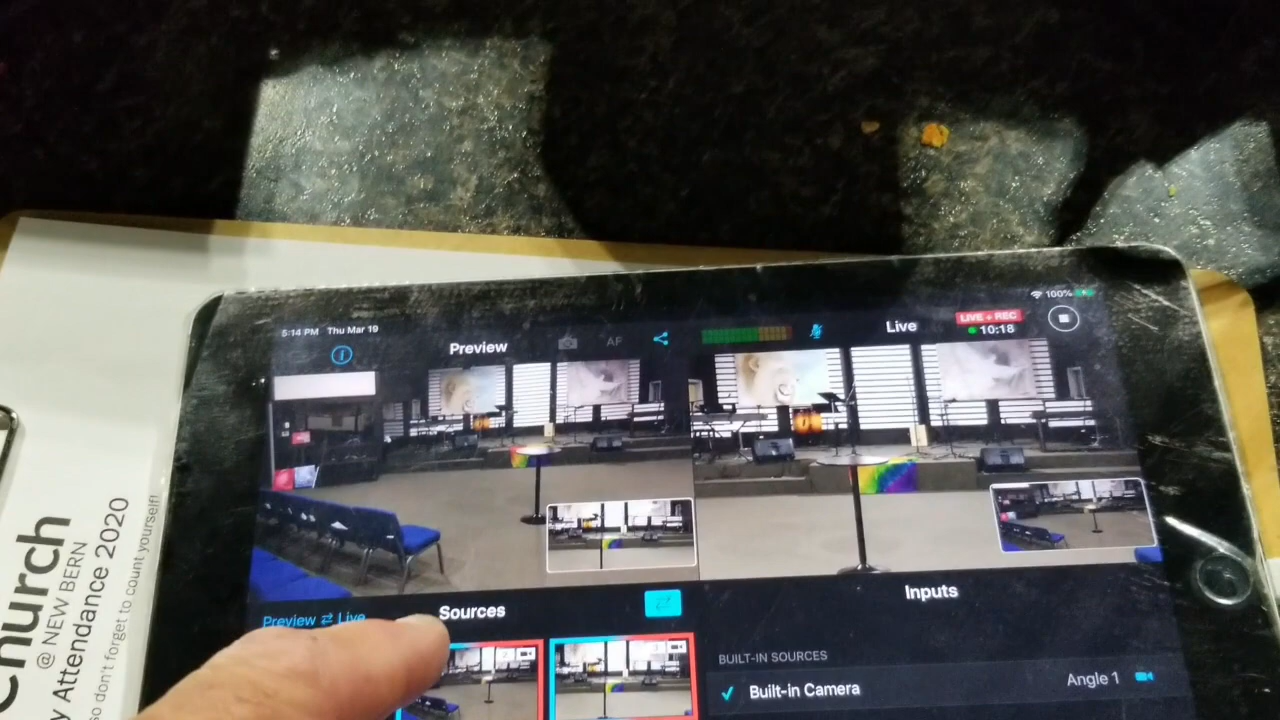 Church
@ NEW BERN
y Attendance 2020
so don't forget to count yourself!
5:14 PM Thu Mar 19
100%
Preview
AF
Live
LIVE + REC
10:18
Preview ⇄ Live
Sources
Inputs
BUILT-IN SOURCES
✓ Built-in Camera
Angle 1